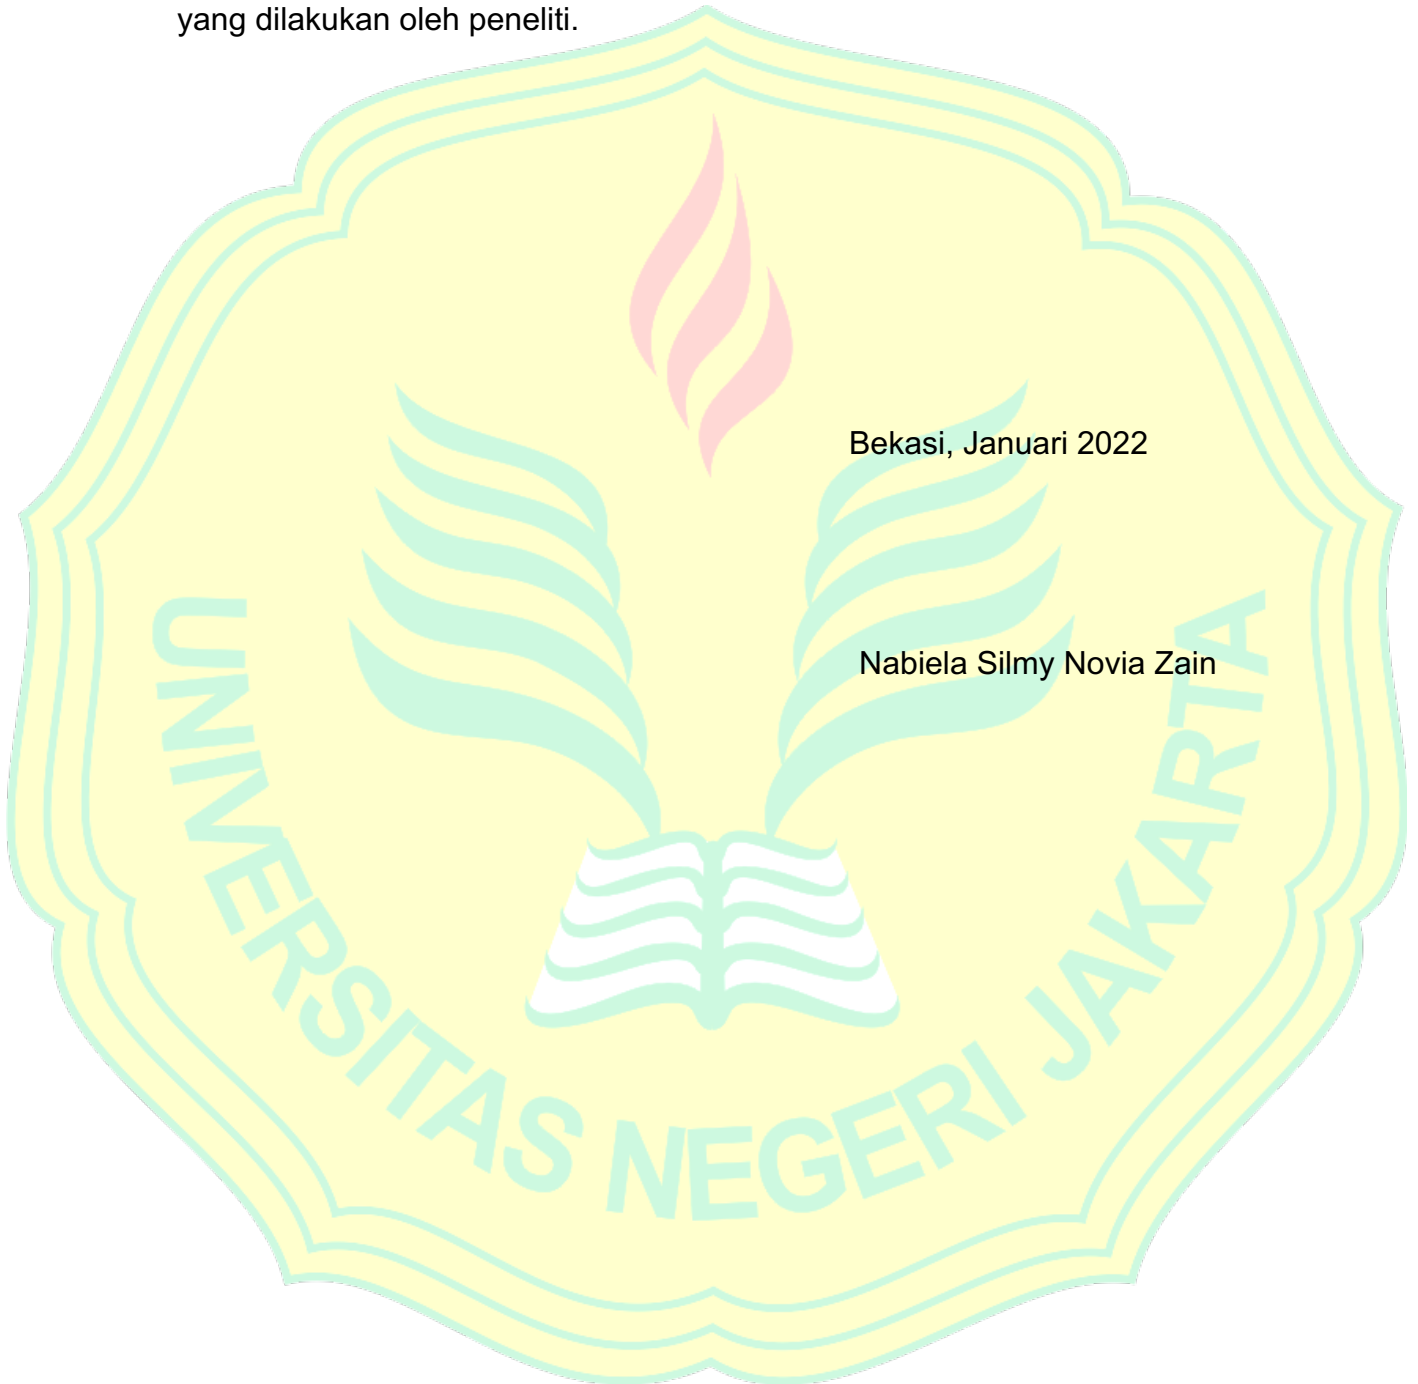 yang dilakukan oleh peneliti.
Bekasi, Januari 2022
Nabiela Silmy Novia Zain
UNIVERSITAS NEGERI JAKARTA